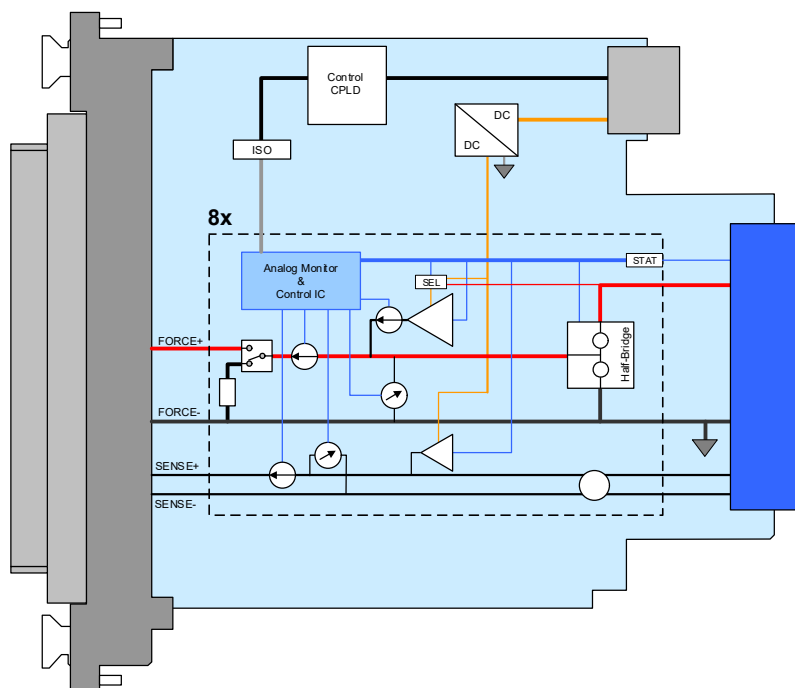 Control
CPLD
DC
DC
ISO
8x
Analog Monitor
&
Control IC
STAT
SEL
Half-Bridge
FORCE+
FORCE-
SENSE+
SENSE-